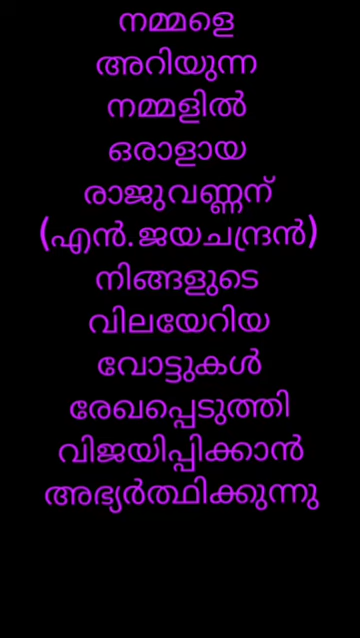 നമ്മളെ
അറിയുന്ന
നമ്മളിൽ
ഒരാളായ
രാജുവണ്ണന്
(എൻ.ജയചന്ദ്രൻ)
നിങ്ങളുടെ
വിലയേറിയ
വോട്ടുകൾ
രേഖപ്പെടുത്തി
വിജയിപ്പിക്കാൻ
അഭ്യർത്ഥിക്കുന്നു